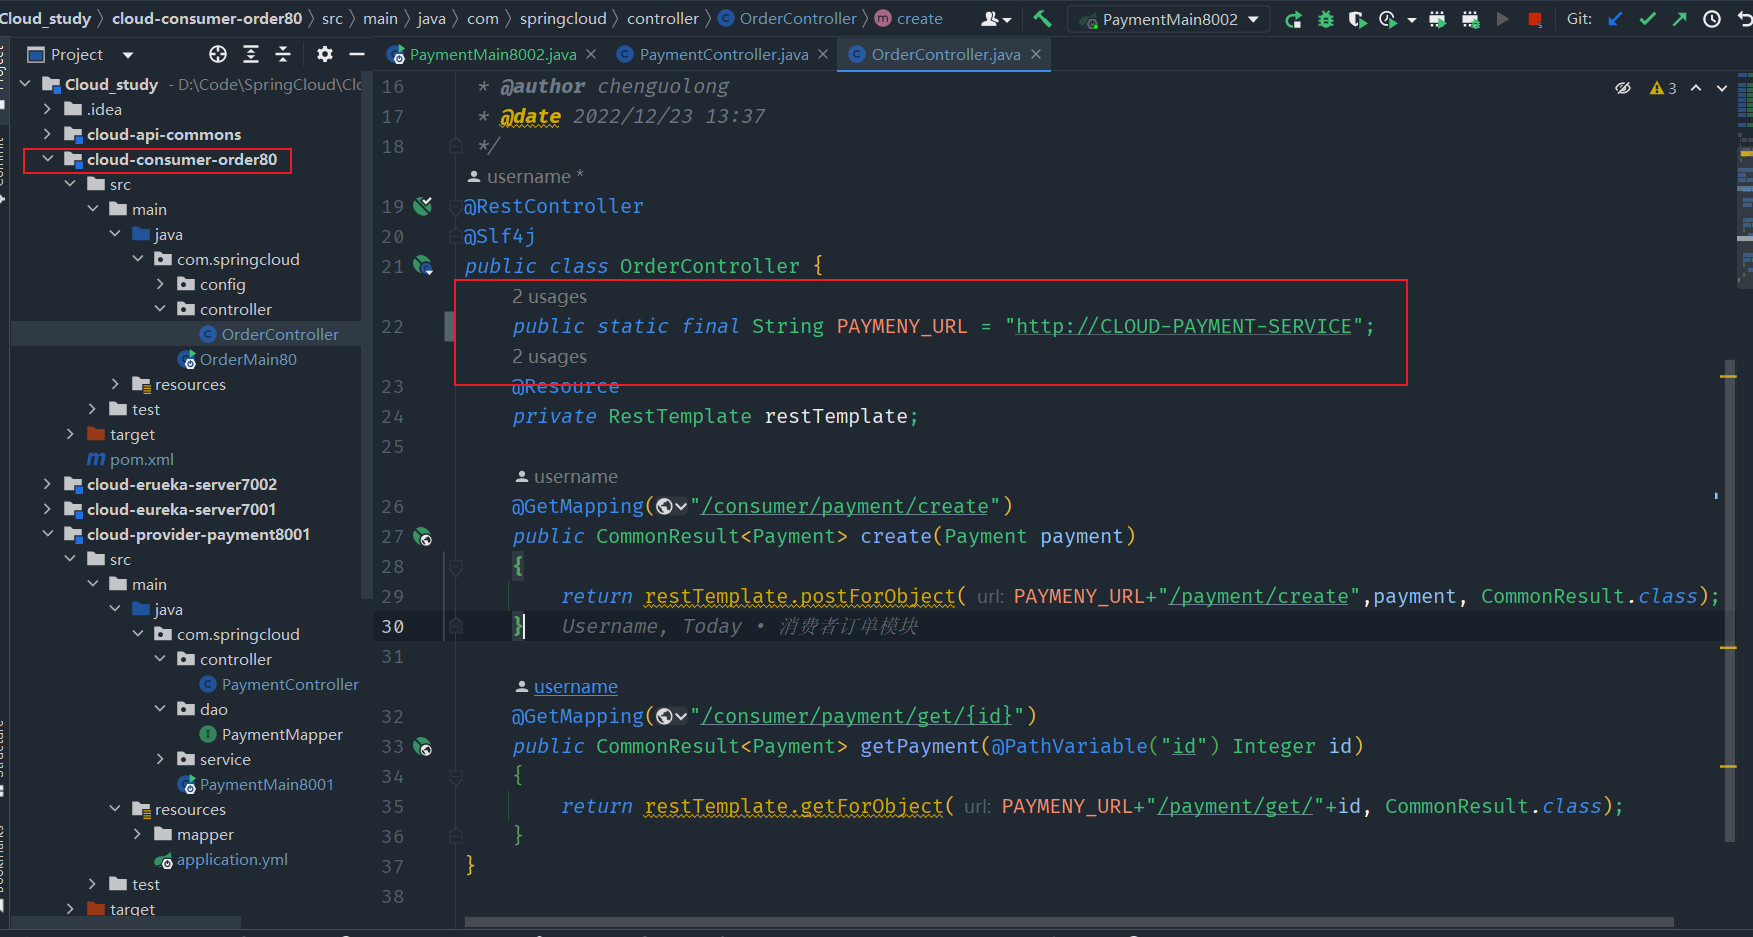 Cloud_study 〉 cloud-consumer-order80 〉 src 〉 main 〉 java 〉 com 〉 springcloud 〉 controller 〉 OrderController 〉 create
PaymentMain8002
Git:
Project
PaymentMain8002.java
PaymentController.java
OrderController.java
Cloud_study - D:\Code\SpringCloud\Clo
.idea
cloud-api-commons
cloud-consumer-order80
src
main
java
com.springcloud
config
controller
OrderController
OrderMain80
resources
test
target
pom.xml
cloud-erueka-server7002
cloud-eureka-server7001
cloud-provider-payment8001
src
main
java
com.springcloud
controller
PaymentController
dao
PaymentMapper
service
PaymentMain8001
resources
mapper
application.yml
test
target
3
16 * @author chenguolong
17 * @date 2022/12/23 13:37
18 */
username *
19 @RestController
20 @Slf4j
21 public class OrderController {
2 usages
22 public static final String PAYMENY_URL = "http://CLOUD-PAYMENT-SERVICE";
2 usages
23 @Resource
24 private RestTemplate restTemplate;
25
username
26 @GetMapping("/consumer/payment/create")
27 public CommonResult<Payment> create(Payment payment)
28 {
29 return restTemplate.postForObject( url: PAYMENY_URL+"/payment/create",payment, CommonResult.class);
30 } Username, Today • 消费者订单模块
31
username
32 @GetMapping("/consumer/payment/get/{id}")
33 public CommonResult<Payment> getPayment(@PathVariable("id") Integer id)
34 {
35 return restTemplate.getForObject( url: PAYMENY_URL+"/payment/get/"+id, CommonResult.class);
36 }
37 }
38